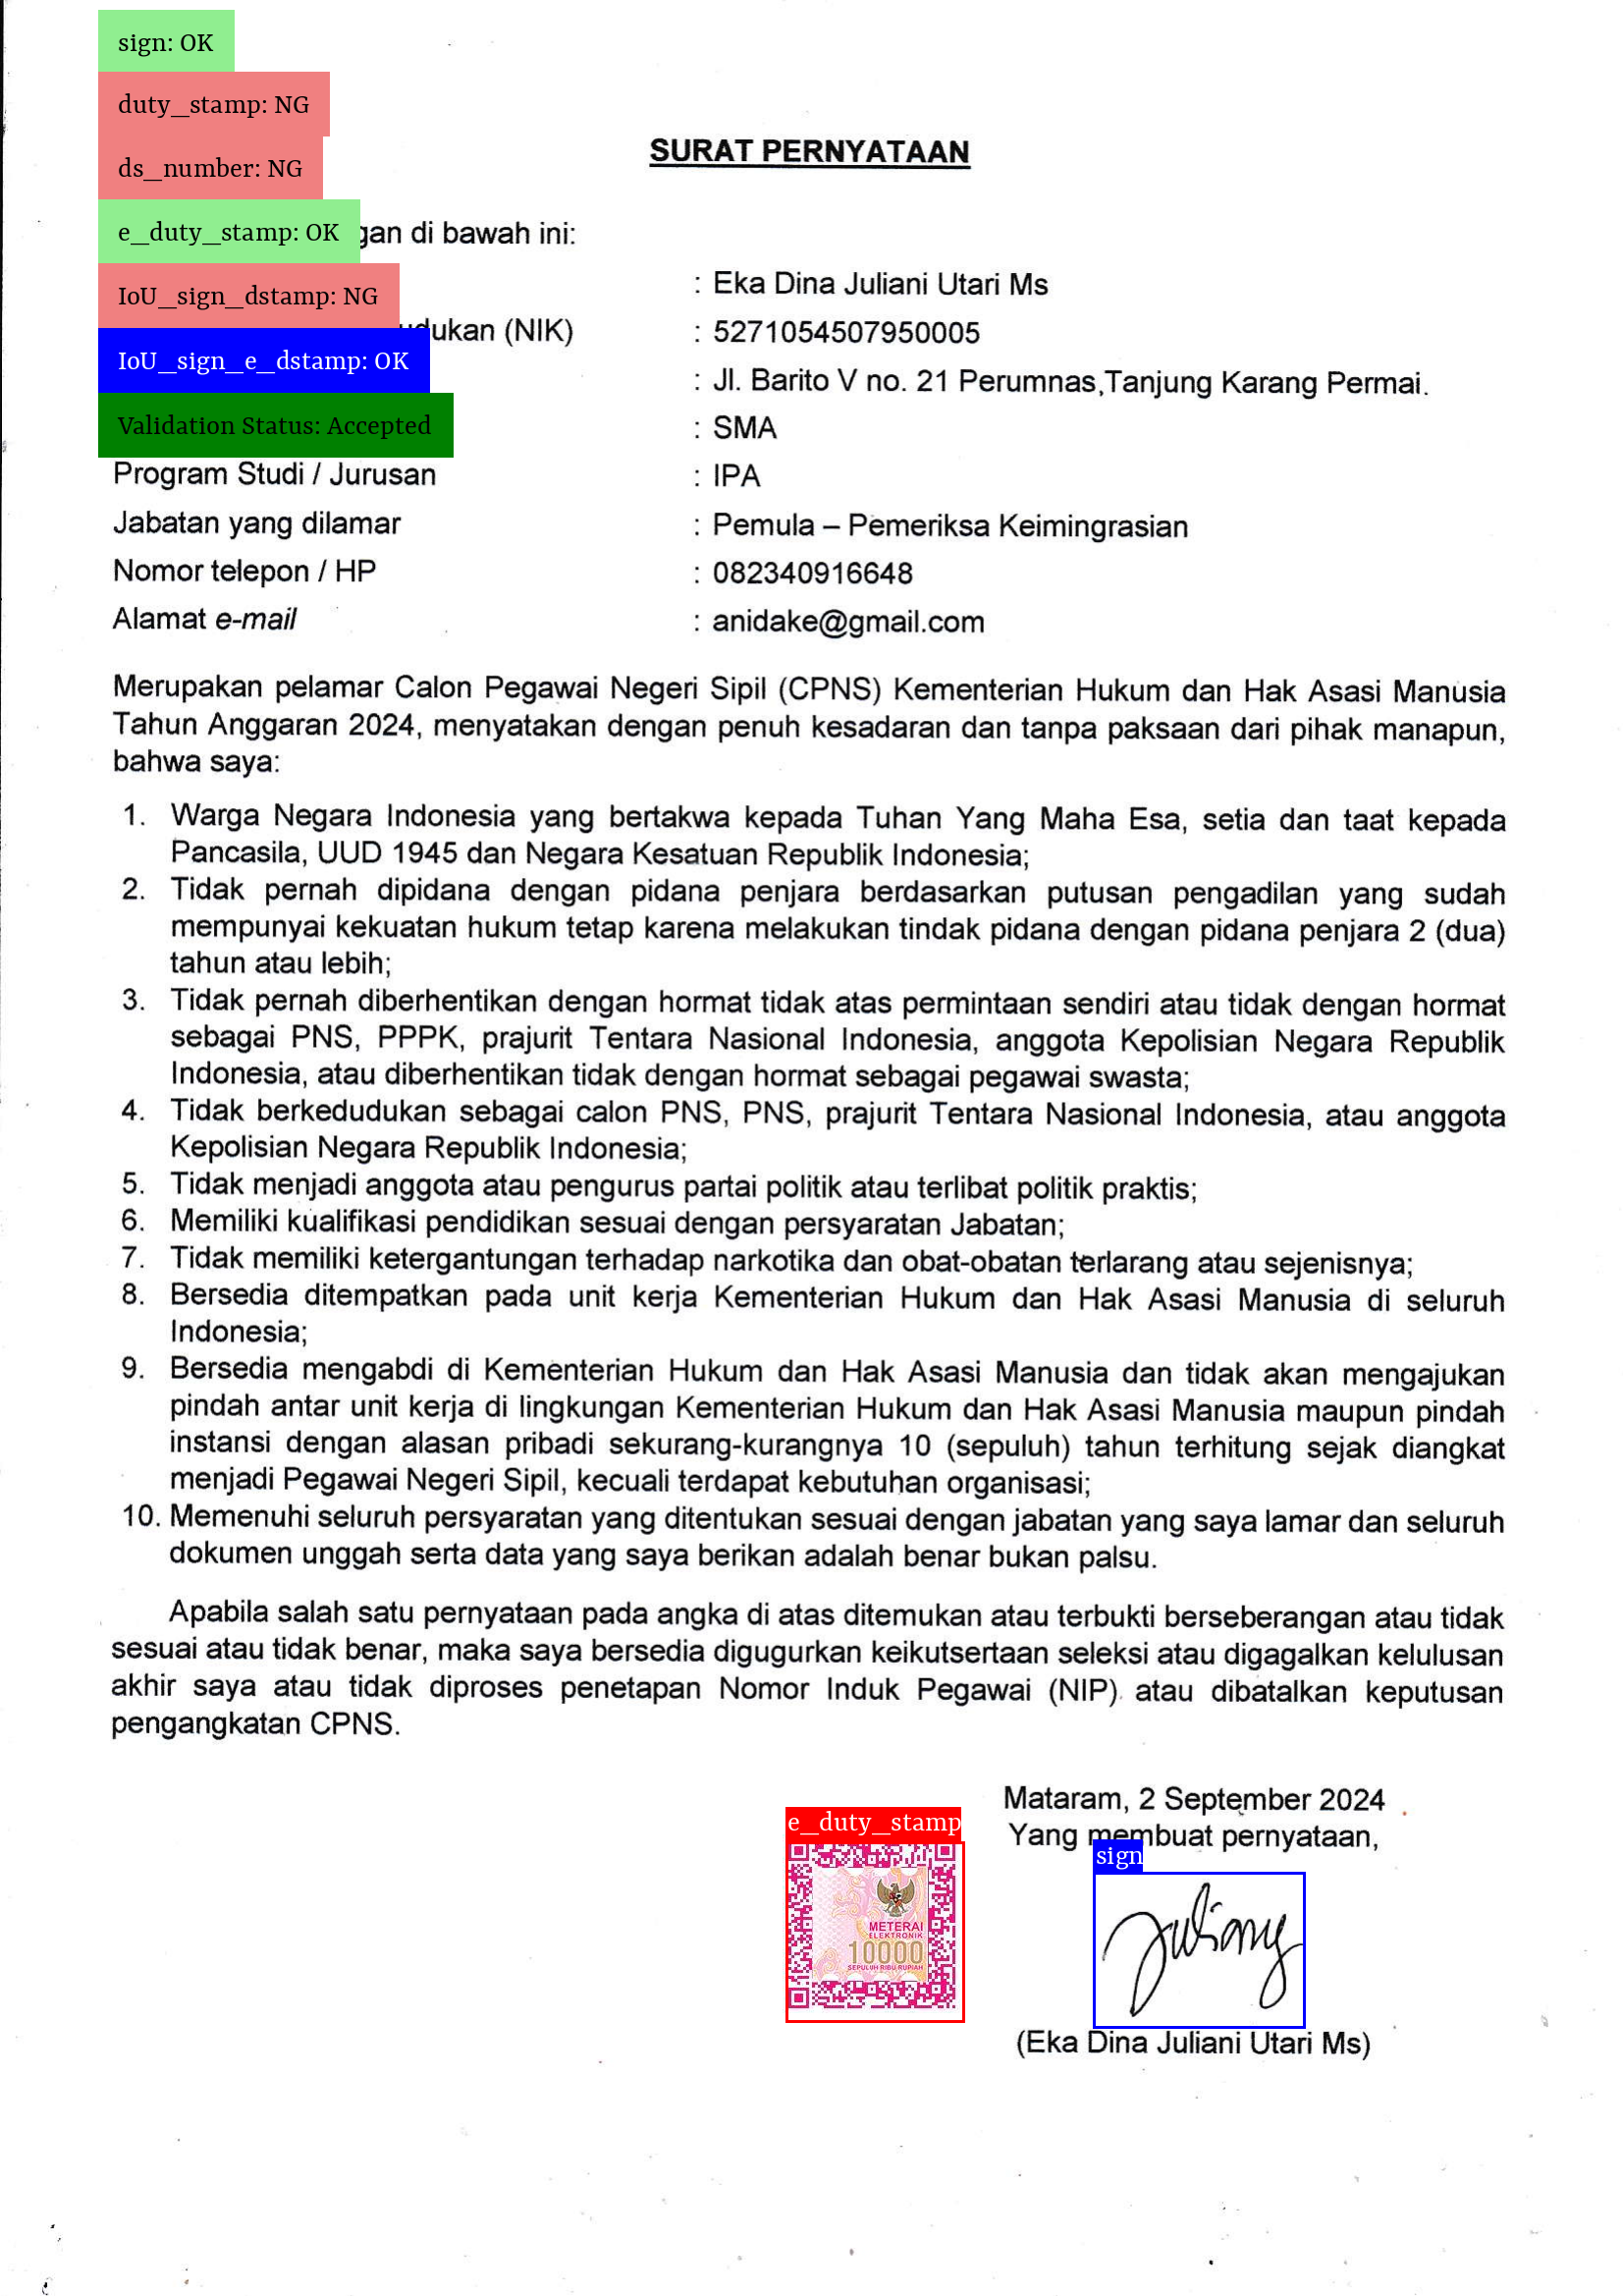 sign: OK
duty_stamp: NG
SURAT PERNYATAAN
ds_number: NG
e_duty_stamp: OK gan di bawah ini:
IoU_sign_dstamp: NG : Eka Dina Juliani Utari Ms
udukan (NIK) : 5271054507950005
IoU_sign_e_dstamp: OK : Jl. Barito V no. 21 Perumnas,Tanjung Karang Permai.
Validation Status: Accepted : SMA
Program Studi / Jurusan : IPA
Jabatan yang dilamar : Pemula – Pemeriksa Keimingrasian
Nomor telepon / HP : 082340916648
Alamat e-mail : anidake@gmail.com
Merupakan pelamar Calon Pegawai Negeri Sipil (CPNS) Kementerian Hukum dan Hak Asasi Manusia
Tahun Anggaran 2024, menyatakan dengan penuh kesadaran dan tanpa paksaan dari pihak manapun,
bahwa saya:
1. Warga Negara Indonesia yang bertakwa kepada Tuhan Yang Maha Esa, setia dan taat kepada
Pancasila, UUD 1945 dan Negara Kesatuan Republik Indonesia;
2. Tidak pernah dipidana dengan pidana penjara berdasarkan putusan pengadilan yang sudah
mempunyai kekuatan hukum tetap karena melakukan tindak pidana dengan pidana penjara 2 (dua)
tahun atau lebih;
3. Tidak pernah diberhentikan dengan hormat tidak atas permintaan sendiri atau tidak dengan hormat
sebagai PNS, PPPK, prajurit Tentara Nasional Indonesia, anggota Kepolisian Negara Republik
Indonesia, atau diberhentikan tidak dengan hormat sebagai pegawai swasta;
4. Tidak berkedudukan sebagai calon PNS, PNS, prajurit Tentara Nasional Indonesia, atau anggota
Kepolisian Negara Republik Indonesia;
5. Tidak menjadi anggota atau pengurus partai politik atau terlibat politik praktis;
6. Memiliki kualifikasi pendidikan sesuai dengan persyaratan Jabatan;
7. Tidak memiliki ketergantungan terhadap narkotika dan obat-obatan terlarang atau sejenisnya;
8. Bersedia ditempatkan pada unit kerja Kementerian Hukum dan Hak Asasi Manusia di seluruh
Indonesia;
9. Bersedia mengabdi di Kementerian Hukum dan Hak Asasi Manusia dan tidak akan mengajukan
pindah antar unit kerja di lingkungan Kementerian Hukum dan Hak Asasi Manusia maupun pindah
instansi dengan alasan pribadi sekurang-kurangnya 10 (sepuluh) tahun terhitung sejak diangkat
menjadi Pegawai Negeri Sipil, kecuali terdapat kebutuhan organisasi;
10. Memenuhi seluruh persyaratan yang ditentukan sesuai dengan jabatan yang saya lamar dan seluruh
dokumen unggah serta data yang saya berikan adalah benar bukan palsu.
Apabila salah satu pernyataan pada angka di atas ditemukan atau terbukti berseberangan atau tidak
sesuai atau tidak benar, maka saya bersedia digugurkan keikutsertaan seleksi atau digagalkan kelulusan
akhir saya atau tidak diproses penetapan Nomor Induk Pegawai (NIP) atau dibatalkan keputusan
pengangkatan CPNS.
Mataram, 2 September 2024
e_duty_stamp
Yang membuat pernyataan,
sign
METERAI
ELEKTRONIK
10000
SEPULUH RIBU RUPIAH
Juliany
(Eka Dina Juliani Utari Ms)